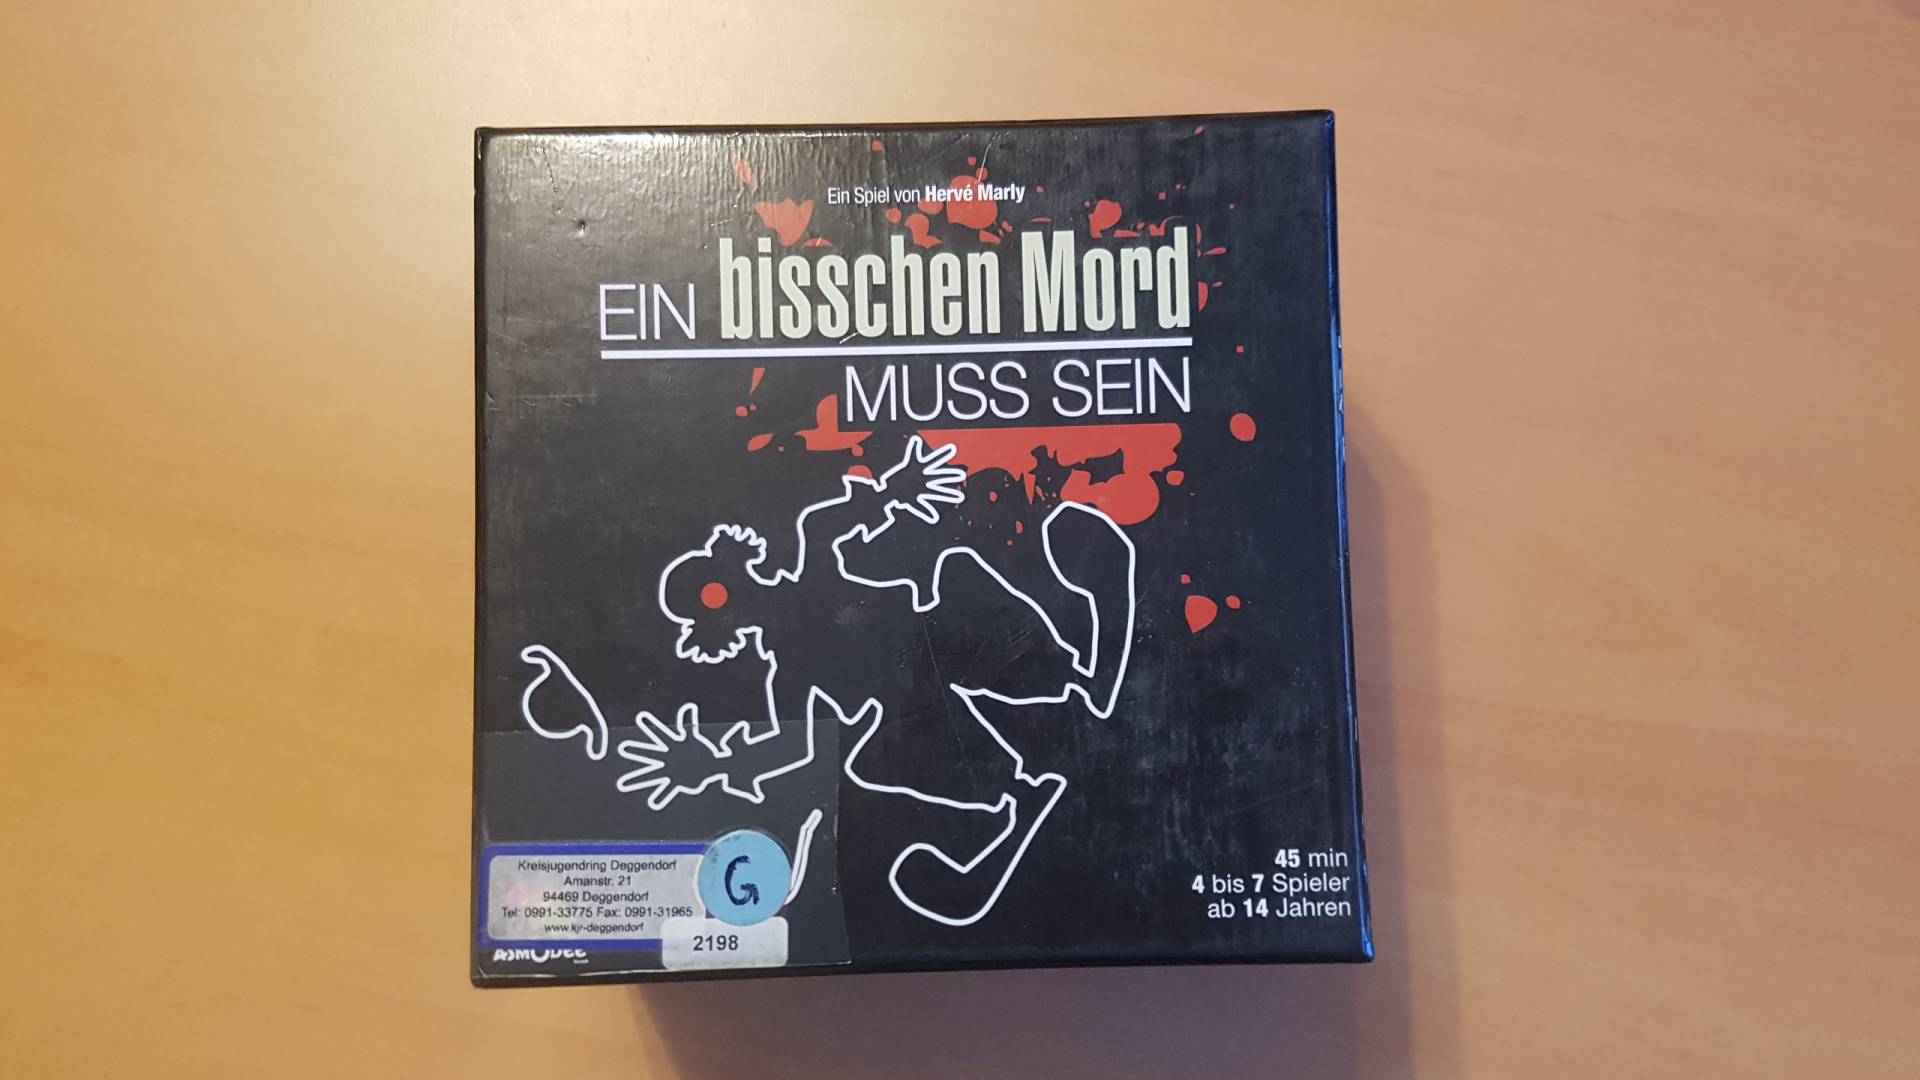 Ein Spiel von Hervé Marly
EIN bisschen Mord
MUSS SEIN
45 min
4 bis 7 Spieler
ab 14 Jahren
Kreisjugendring Deggendorf
Amanstr. 21
94469 Deggendorf
Tel: 0991-33775 Fax: 0991-31965
www.kjr-deggendorf
G
2198
ASMODEE